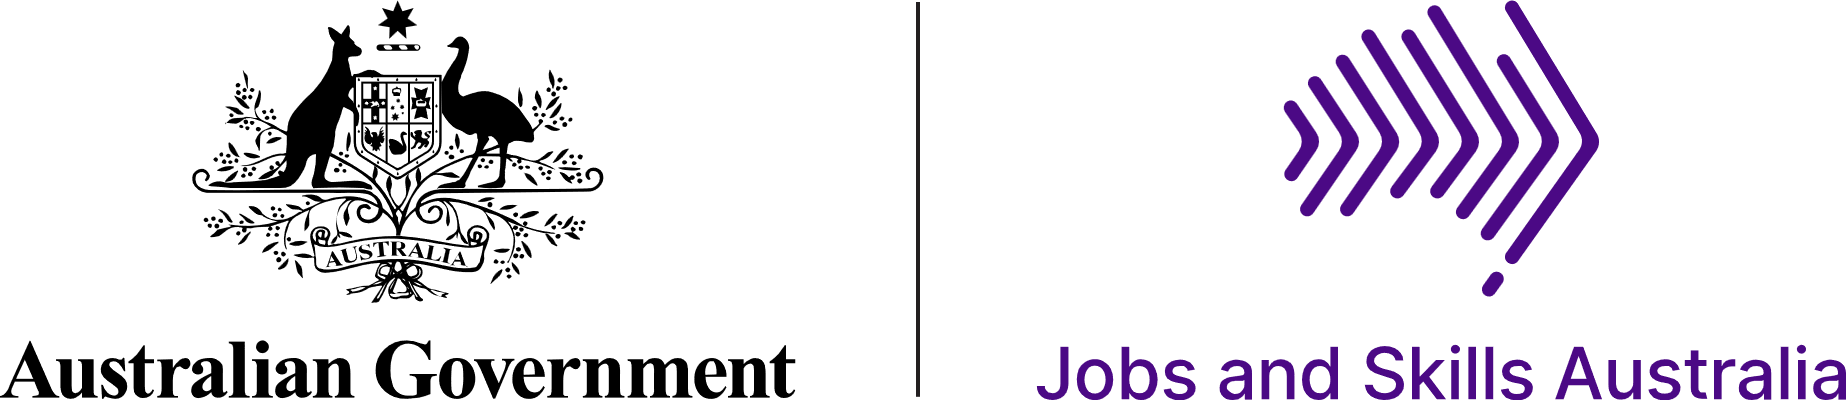 AUSTRALIA
Australian Government
Jobs and Skills Australia